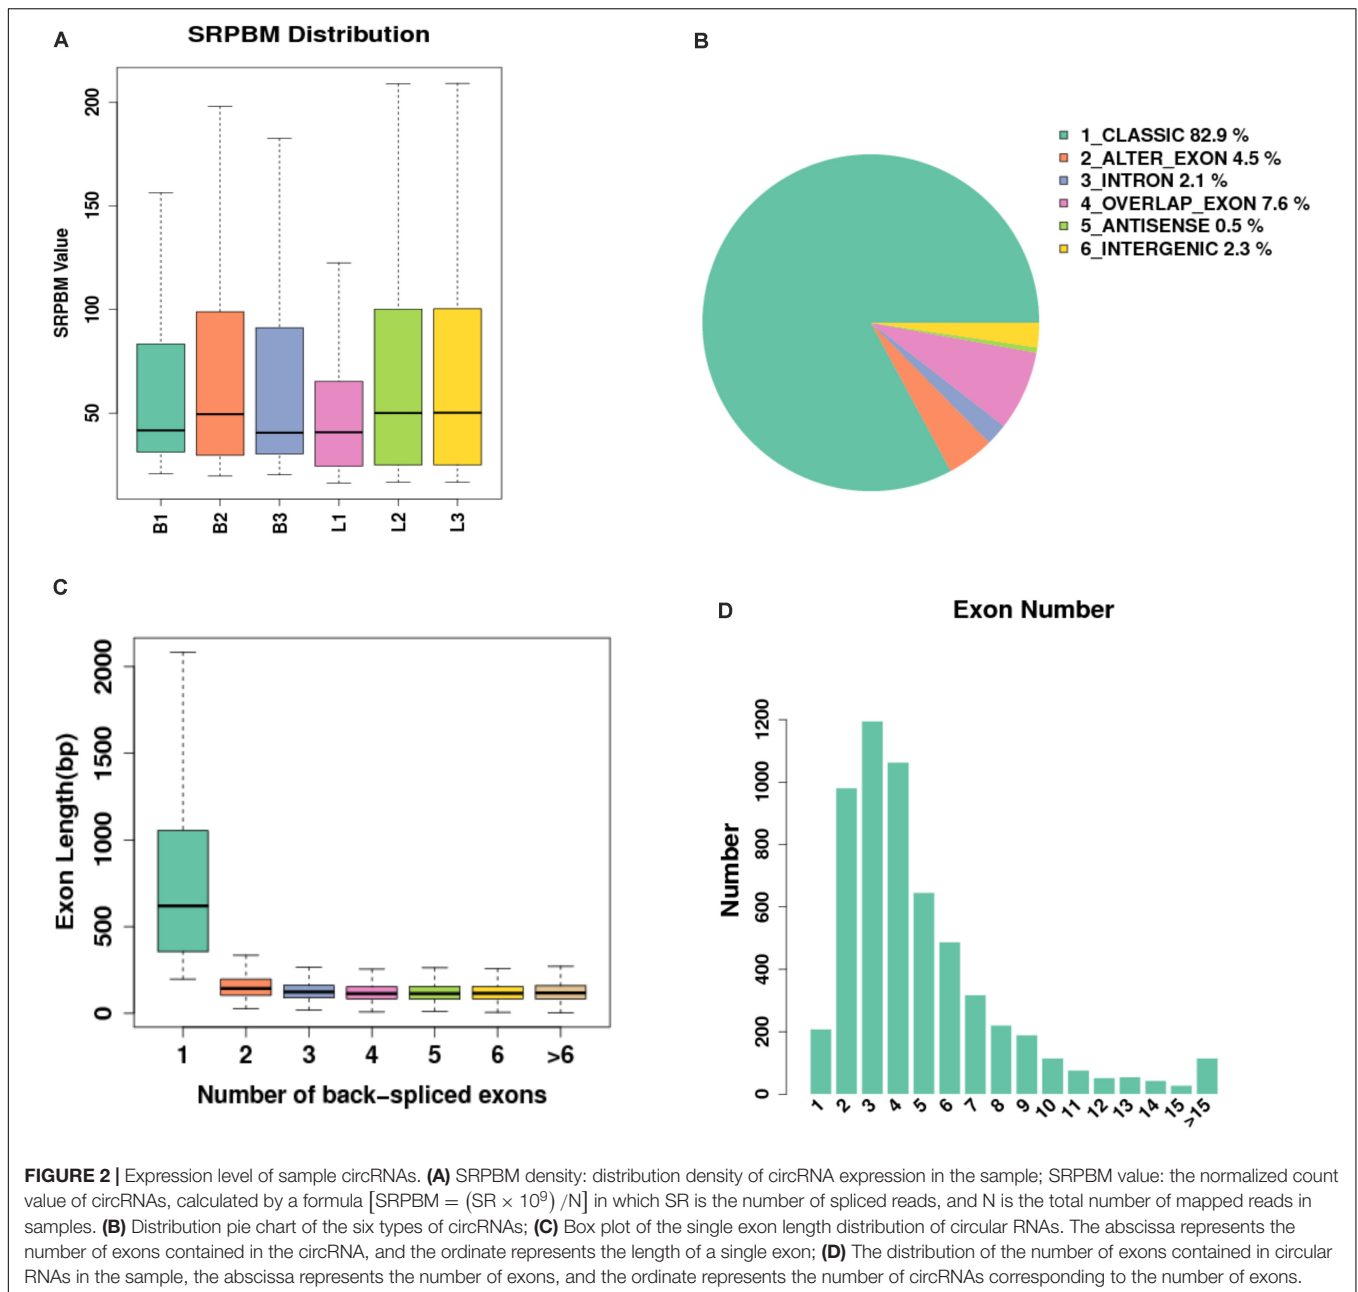 A
SRPBM Distribution
SRPBM Value
200
150
100
50
B1 B2 B3 L1 L2 L3
B
1_CLASSIC 82.9 %
2_ALTER_EXON 4.5 %
3_INTRON 2.1 %
4_OVERLAP_EXON 7.6 %
5_ANTISENSE 0.5 %
6_INTERGENIC 2.3 %
C
Exon Length(bp)
2000
1500
1000
500
0
1 2 3 4 5 6 >6
Number of back-spliced exons
D
Exon Number
Number
1200
1000
800
600
400
200
0
1 2 3 4 5 6 7 8 9 10 11 12 13 14 15 >15
FIGURE 2 | Expression level of sample circRNAs. (A) SRPBM density: distribution density of circRNA expression in the sample; SRPBM value: the normalized count
value of circRNAs, calculated by a formula [SRPBM = (SR × 10⁹) /N] in which SR is the number of spliced reads, and N is the total number of mapped reads in
samples. (B) Distribution pie chart of the six types of circRNAs; (C) Box plot of the single exon length distribution of circular RNAs. The abscissa represents the
number of exons contained in the circRNA, and the ordinate represents the length of a single exon; (D) The distribution of the number of exons contained in circular
RNAs in the sample, the abscissa represents the number of exons, and the ordinate represents the number of circRNAs corresponding to the number of exons.